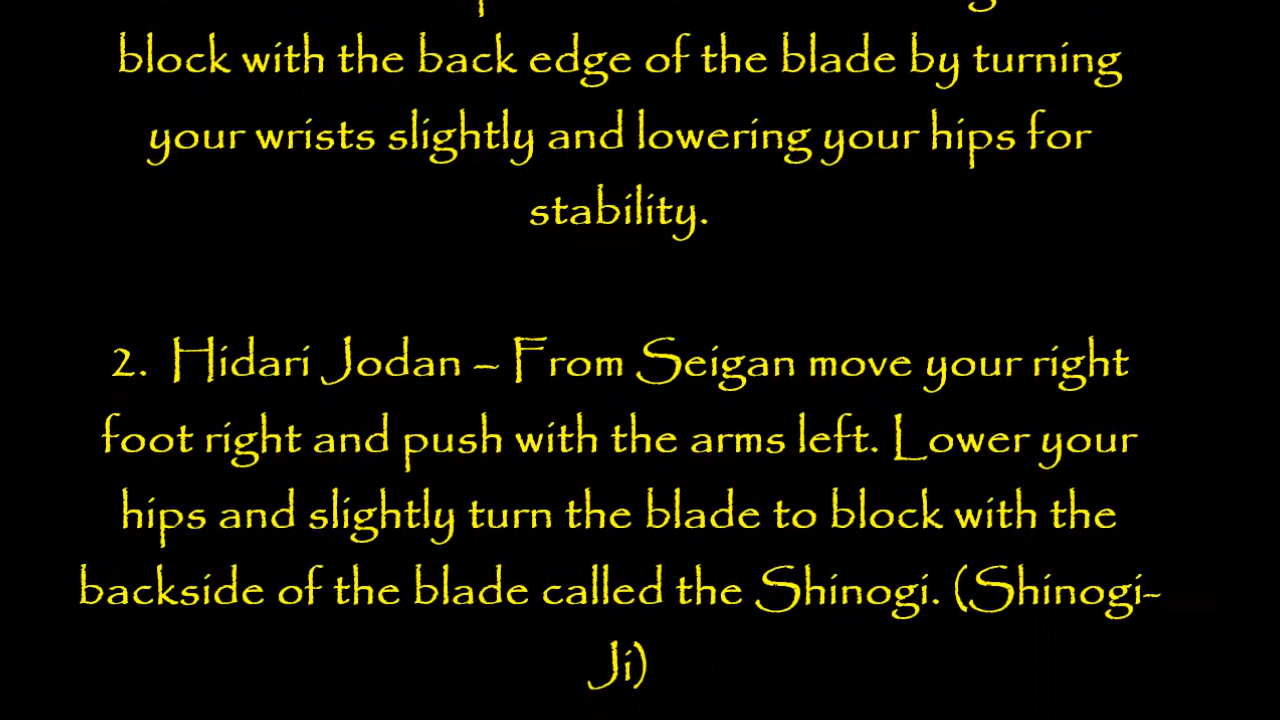 block with the back edge of the blade by turning
your wrists slightly and lowering your hips for
stability.
2. Hidari Jodan – From Seigan move your right
foot right and push with the arms left. Lower your
hips and slightly turn the blade to block with the
backside of the blade called the Shinogi. (Shinogi-
Ji)